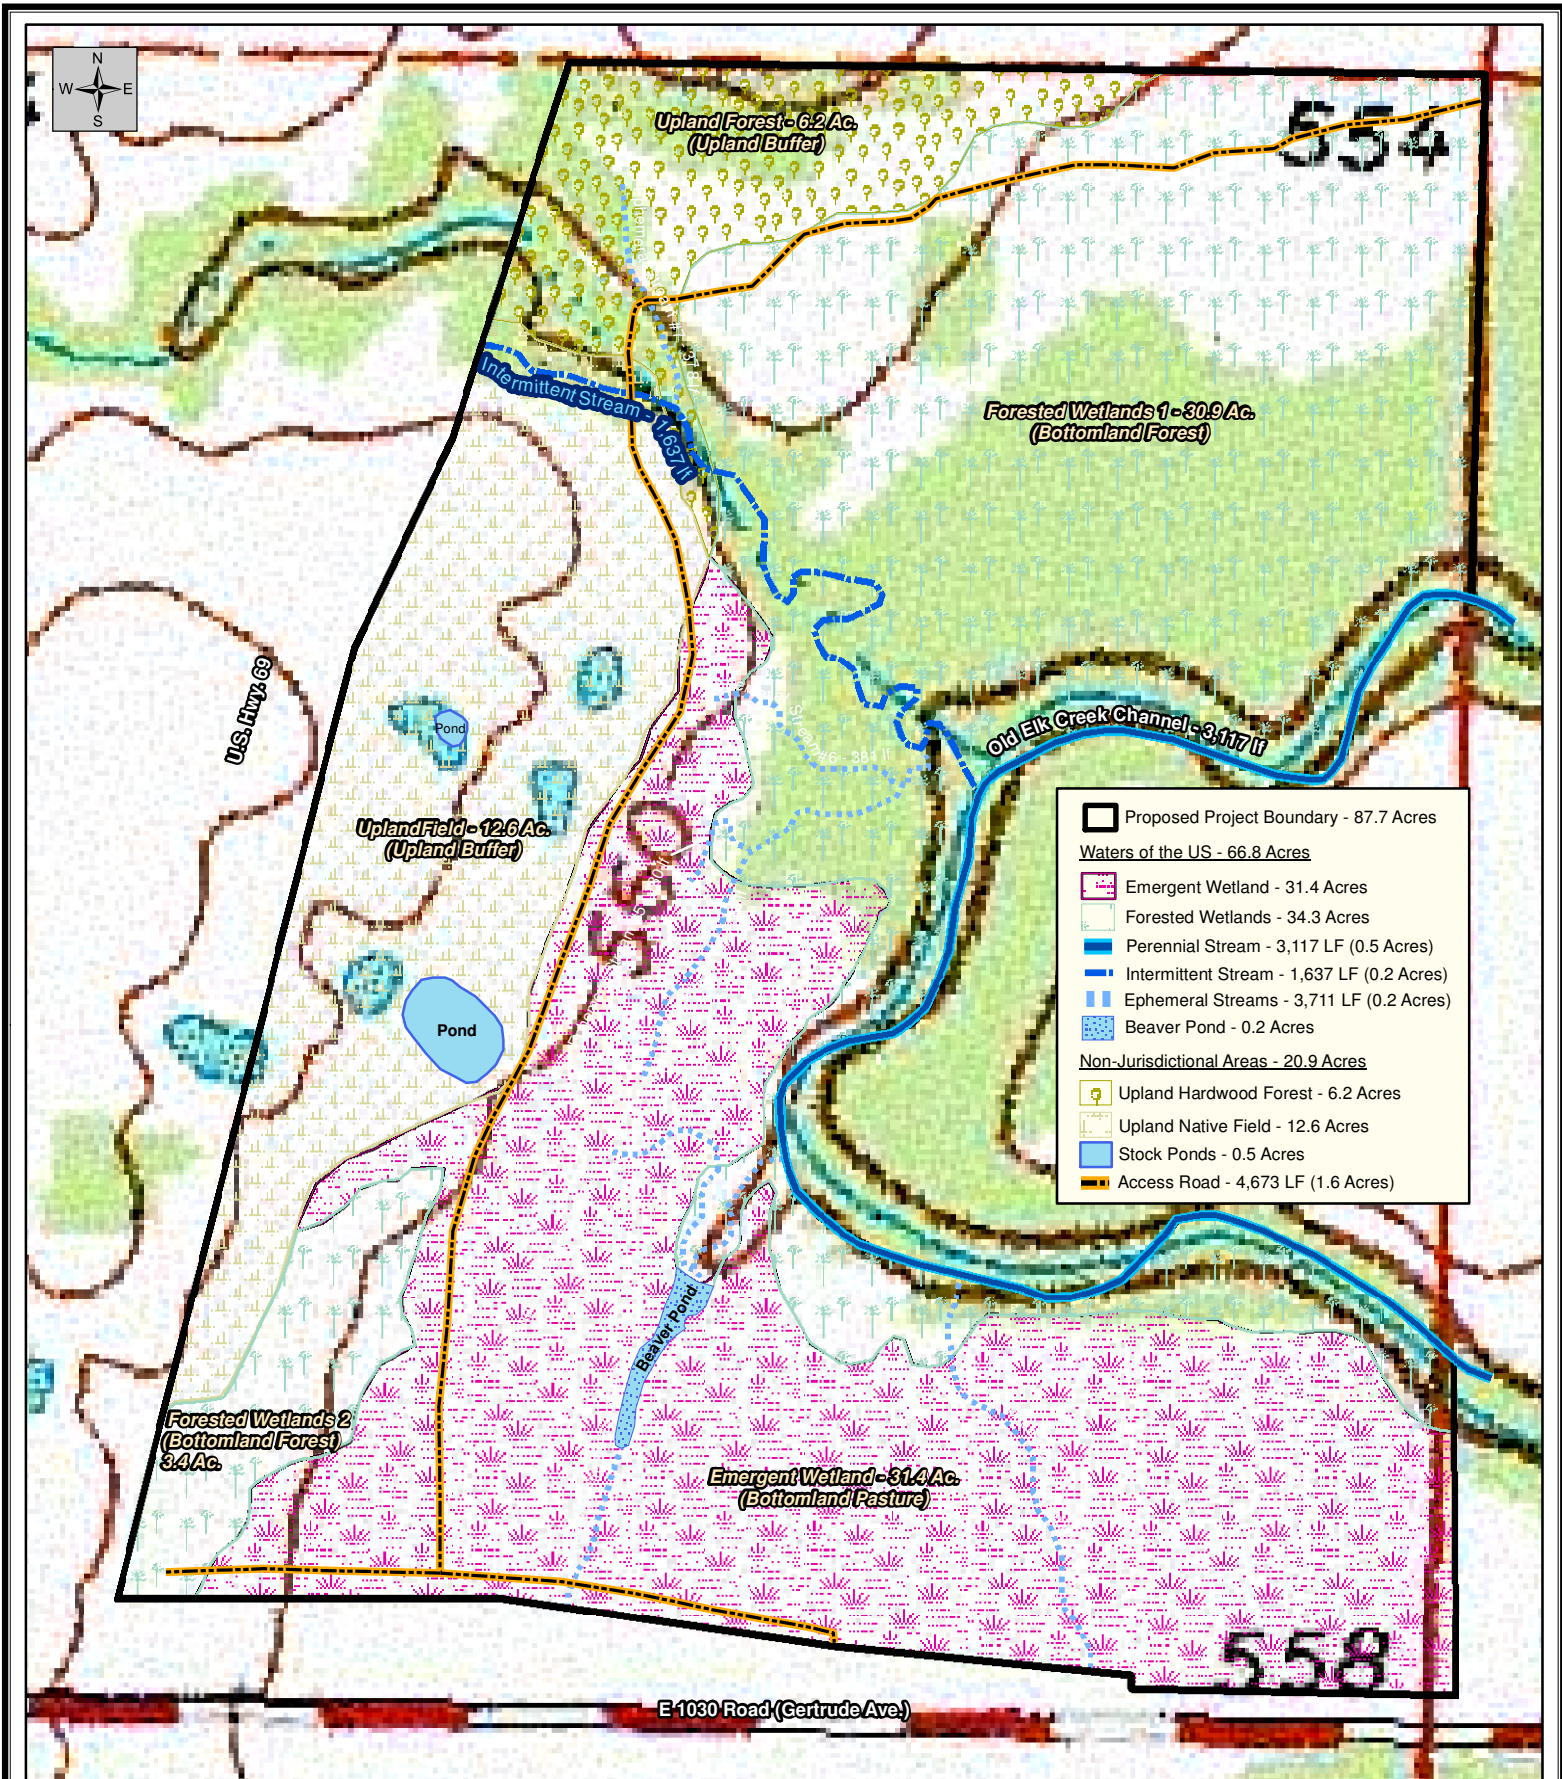 N
W E
S
554
Upland Forest - 6.2 Ac.
(Upland Buffer)
Intermittent Stream - 1,637 lf
Forested Wetlands 1 - 30.9 Ac.
(Bottomland Forest)
U.S. Hwy. 69
Pond
Old Elk Creek Channel - 3,117 lf
UplandField - 12.6 Ac.
(Upland Buffer)
Pond
Proposed Project Boundary - 87.7 Acres
Waters of the US - 66.8 Acres
Emergent Wetland - 31.4 Acres
Forested Wetlands - 34.3 Acres
Perennial Stream - 3,117 LF (0.5 Acres)
Intermittent Stream - 1,637 LF (0.2 Acres)
Ephemeral Streams - 3,711 LF (0.2 Acres)
Beaver Pond - 0.2 Acres
Non-Jurisdictional Areas - 20.9 Acres
Upland Hardwood Forest - 6.2 Acres
Upland Native Field - 12.6 Acres
Stock Ponds - 0.5 Acres
Access Road - 4,673 LF (1.6 Acres)
Beaver Pond
Forested Wetlands 2
(Bottomland Forest)
3.4 Ac.
Emergent Wetland - 31.4 Ac.
(Bottomland Pasture)
558
E 1030 Road (Gertrude Ave.)